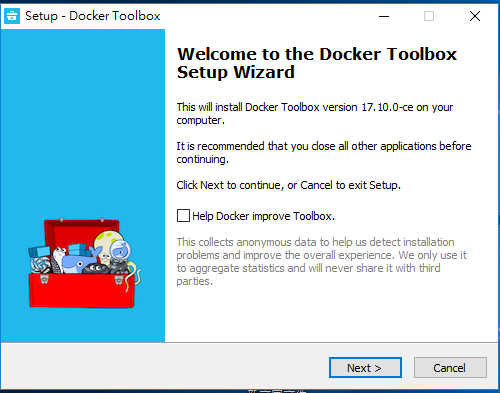 Setup - Docker Toolbox
Welcome to the Docker Toolbox
Setup Wizard
This will install Docker Toolbox version 17.10.0-ce on your
computer.
It is recommended that you close all other applications before
continuing.
Click Next to continue, or Cancel to exit Setup.
Help Docker improve Toolbox.
This collects anonymous data to help us detect installation
problems and improve the overall experience. We only use it
to aggregate statistics and will never share it with third
parties.
Next >
Cancel